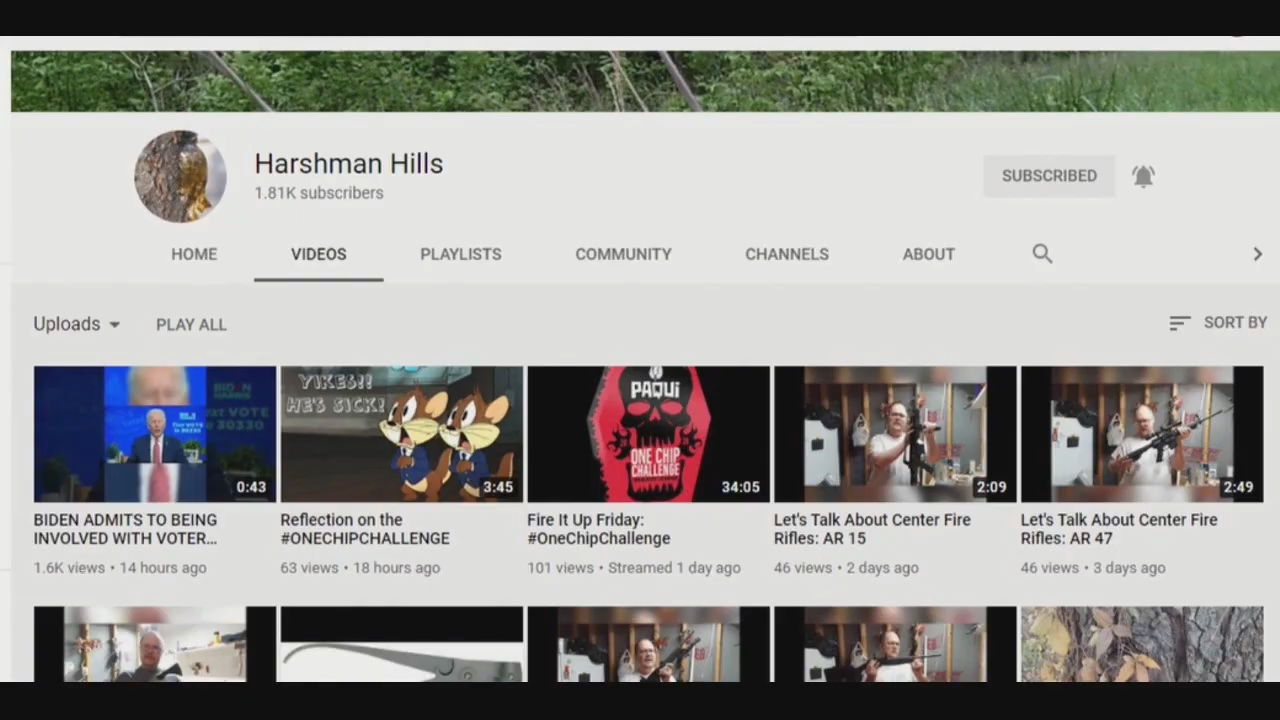 Harshman Hills
1.81K subscribers
SUBSCRIBED
HOME
VIDEOS
PLAYLISTS
COMMUNITY
CHANNELS
ABOUT
Uploads
PLAY ALL
SORT BY
BIDEN
HARRIS
VOTE
30330
0:43
YIKES!!
HE'S SICK!
3:45
PAQUI
ONE CHIP
CHALLENGE
34:05
2:09
2:49
BIDEN ADMITS TO BEING
INVOLVED WITH VOTER...
1.6K views • 14 hours ago
Reflection on the
#ONECHIPCHALLENGE
63 views • 18 hours ago
Fire It Up Friday:
#OneChipChallenge
101 views • Streamed 1 day ago
Let's Talk About Center Fire
Rifles: AR 15
46 views • 2 days ago
Let's Talk About Center Fire
Rifles: AR 47
46 views • 3 days ago